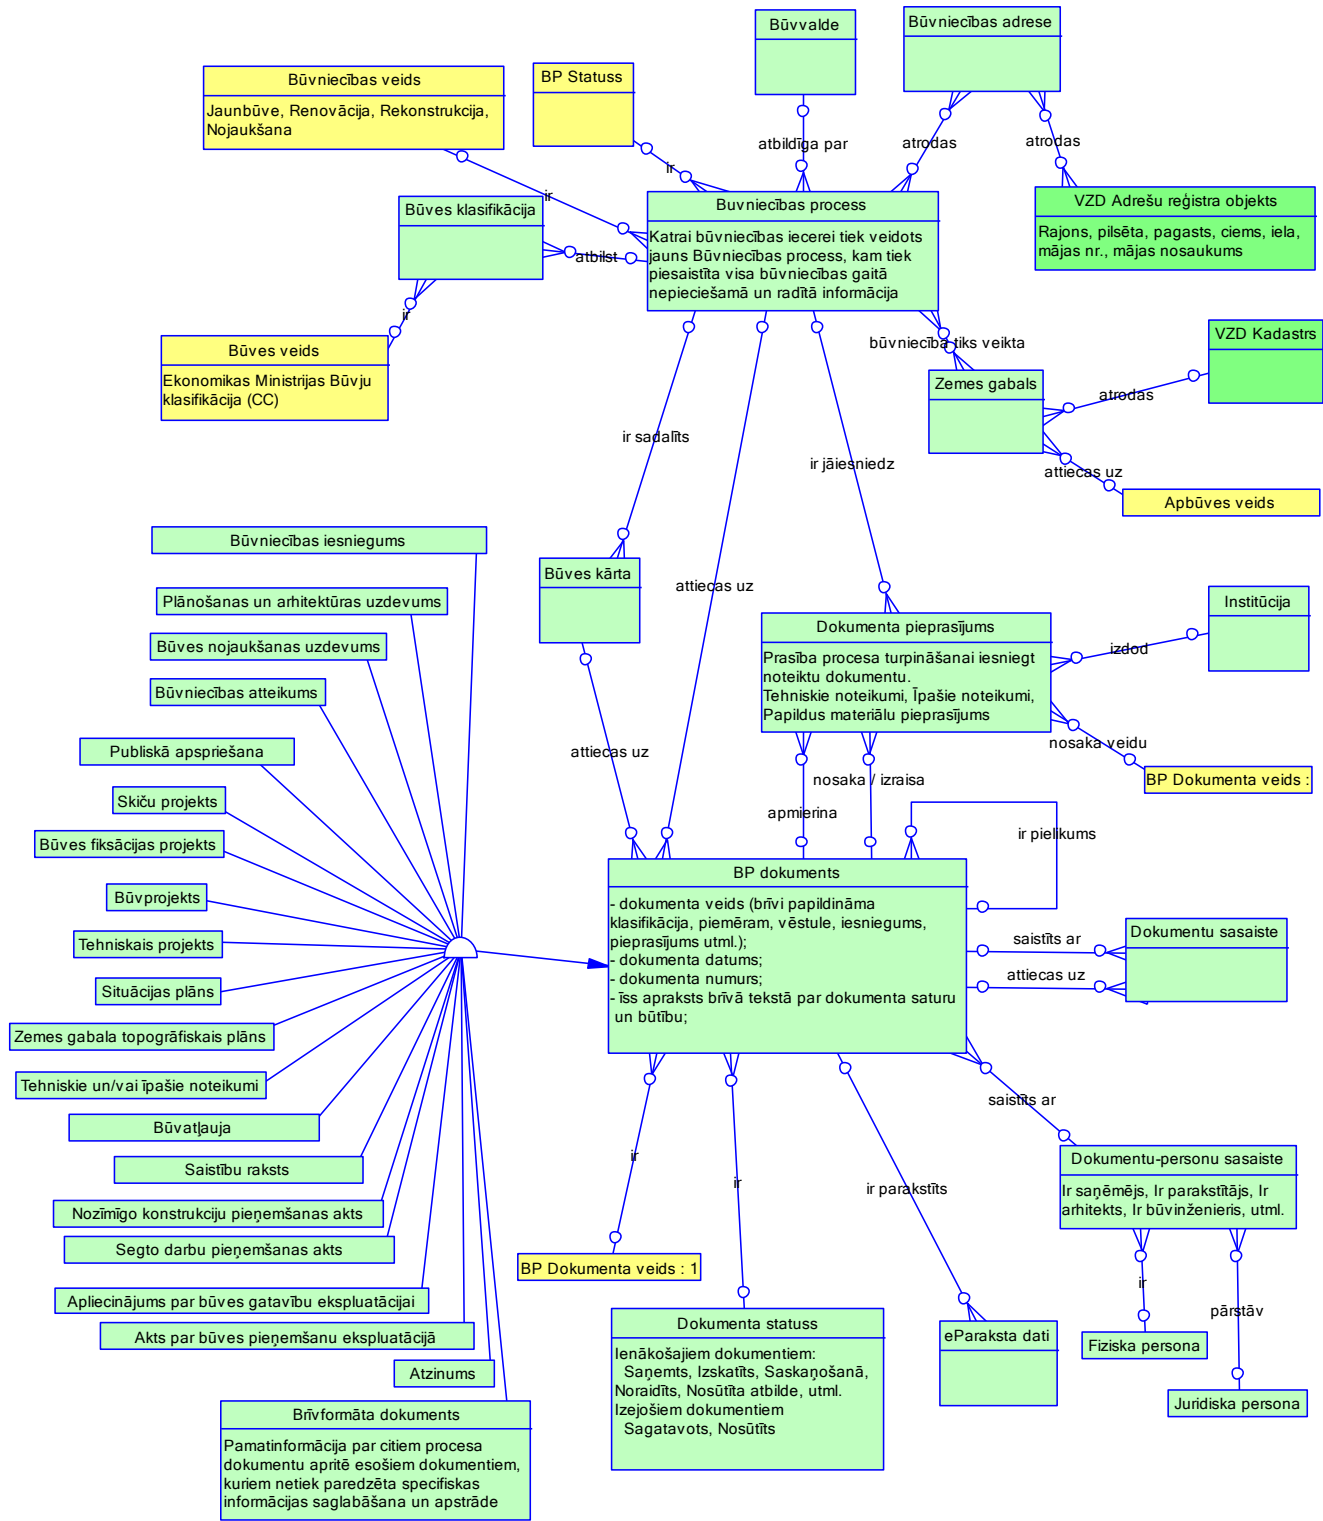 Būvvalde
Būvniecības adrese
Būvniecības veids
Jaunbūve, Renovācija, Rekonstrukcija,
Nojaukšana
BP Statuss
atbildīga par
atrodas
atrodas
ir
ir
Būves klasifikācija
atbilst
ir
Buvniecības process
Katrai būvniecības iecerei tiek veidots
jauns Būvniecības process, kam tiek
piesaistīta visa būvniecības gaitā
nepieciešamā un radītā informācija
VZD Adrešu reģistra objekts
Rajons, pilsēta, pagasts, ciems, iela,
mājas nr., mājas nosaukums
Būves veids
Ekonomikas Ministrijas Būvju
klasifikācija (CC)
būvniecība tiks veikta
VZD Kadastrs
Zemes gabals
atrodas
attiecas uz
Apbūves veids
ir sadalīts
ir jāiesniedz
attiecas uz
Būves kārta
attiecas uz
Dokumenta pieprasījums
Prasība procesa turpināšanai iesniegt
noteiktu dokumentu.
Tehniskie noteikumi, Īpašie noteikumi,
Papildus materiālu pieprasījums
Institūcija
izdod
nosaka veidu
BP Dokumenta veids :
nosaka / izraisa
apmierina
ir pielikums
Būvniecības iesniegums
Plānošanas un arhitektūras uzdevums
Būves nojaukšanas uzdevums
Būvniecības atteikums
Publiskā apspriešana
Skiču projekts
Būves fiksācijas projekts
Būvprojekts
Tehniskais projekts
Situācijas plāns
Zemes gabala topogrāfiskais plāns
Tehniskie un/vai īpašie noteikumi
Būvatļauja
Saistību raksts
Nozīmīgo konstrukciju pieņemšanas akts
Segto darbu pieņemšanas akts
Apliecinājums par būves gatavību ekspluatācijai
Akts par būves pieņemšanu ekspluatācijā
Atzinums
Brīvformāta dokuments
Pamatinformācija par citiem procesa
dokumentu apritē esošiem dokumentiem,
kuriem netiek paredzēta specifiskas
informācijas saglabāšana un apstrāde
BP dokuments
- dokumenta veids (brīvi papildināma
klasifikācija, piemēram, vēstule, iesniegums,
pieprasījums utml.);
- dokumenta datums;
- dokumenta numurs;
- īss apraksts brīvā tekstā par dokumenta saturu
un būtību;
saistīts ar
attiecas uz
Dokumentu sasaiste
saistīts ar
Dokumentu-personu sasaiste
Ir saņēmējs, Ir parakstītājs, Ir
arhitekts, Ir būvinženieris, utml.
ir
ir
ir parakstīts
BP Dokumenta veids : 1
Dokumenta statuss
Ienākošajiem dokumentiem:
Saņemts, Izskatīts, Saskaņošanā,
Noraidīts, Nosūtīta atbilde, utml.
Izejošiem dokumentiem
Sagatavots, Nosūtīts
eParaksta dati
ir
pārstāv
Fiziska persona
Juridiska persona